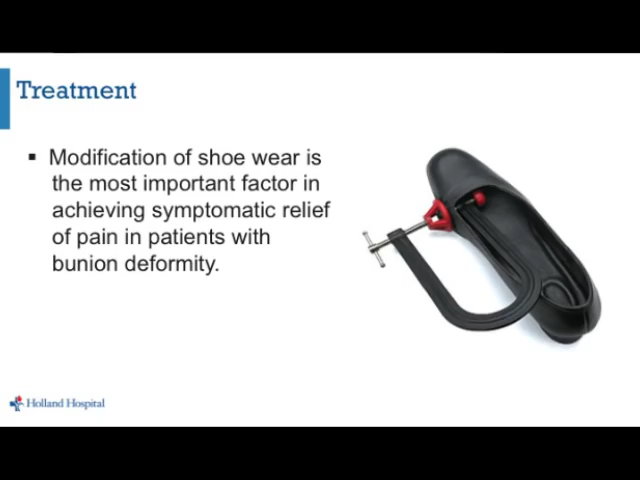 Treatment
▪ Modification of shoe wear is
the most important factor in
achieving symptomatic relief
of pain in patients with
bunion deformity.
Holland Hospital